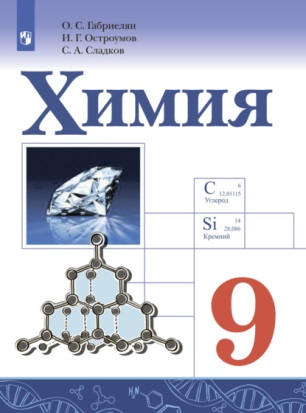 О. С. Габриелян
И. Г. Остроумов
С. А. Сладков
Химия
C 6
12,01115
Углерод
Si 14
28,086
Кремний
9